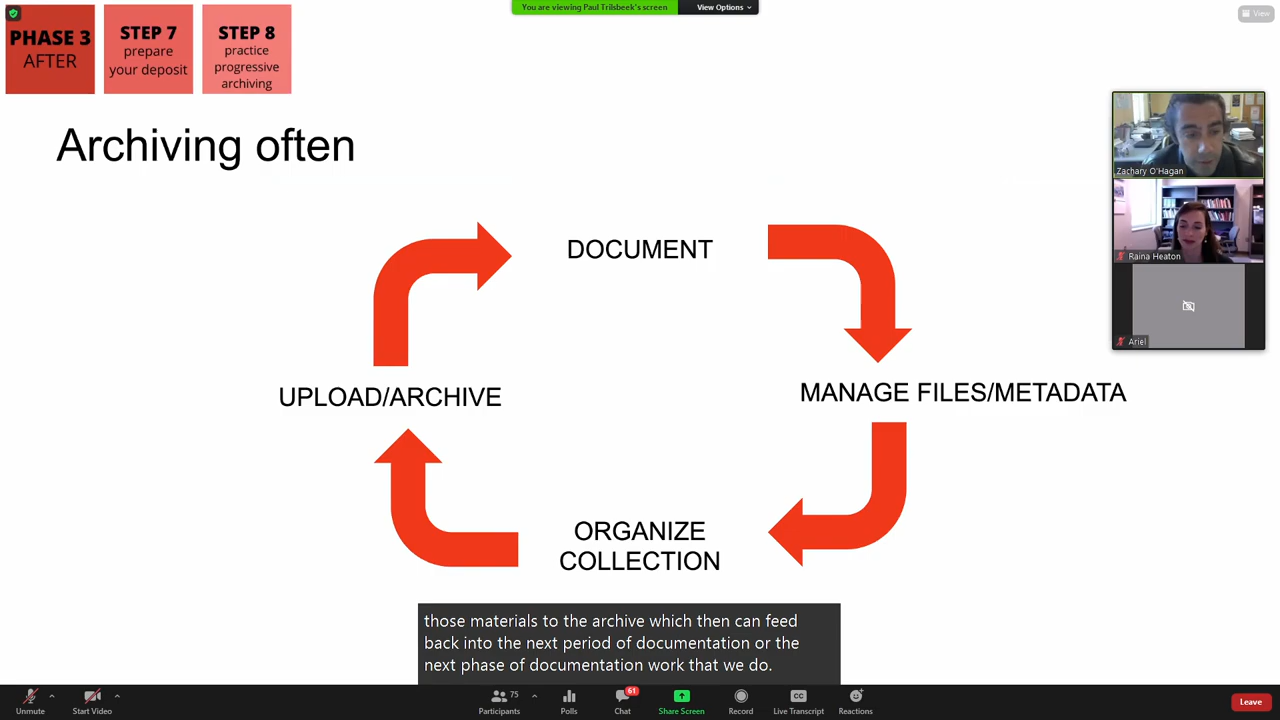 You are viewing Paul Trilsbeek's screen
View Options
View
PHASE 3
AFTER
STEP 7
prepare
your deposit
STEP 8
practice
progressive
archiving
Archiving often
Zachary O'Hagan
Raina Heaton
Ariel
DOCUMENT
MANAGE FILES/METADATA
UPLOAD/ARCHIVE
ORGANIZE
COLLECTION
those materials to the archive which then can feed
back into the next period of documentation or the
next phase of documentation work that we do.
Unmute
Start Video
75
Participants
Polls
61
Chat
Share Screen
Record
CC
Live Transcript
Reactions
Leave